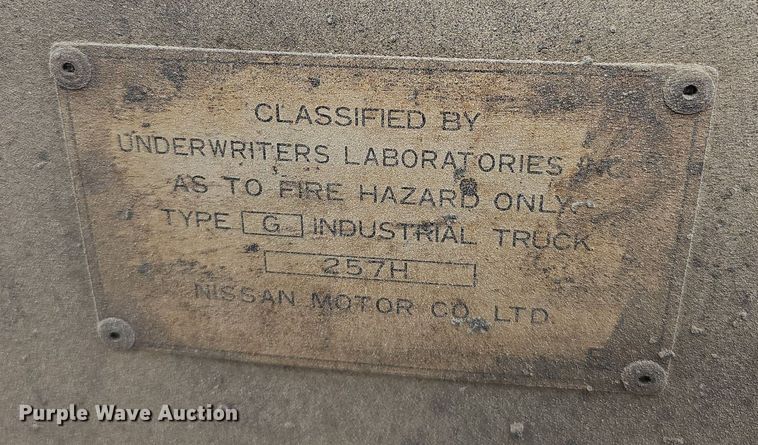 CLASSIFIED BY
UNDERWRITERS LABORATORIES INC.
AS TO FIRE HAZARD ONLY.
TYPE G INDUSTRIAL TRUCK
257H
NISSAN MOTOR CO. LTD.
Purple Wave Auction